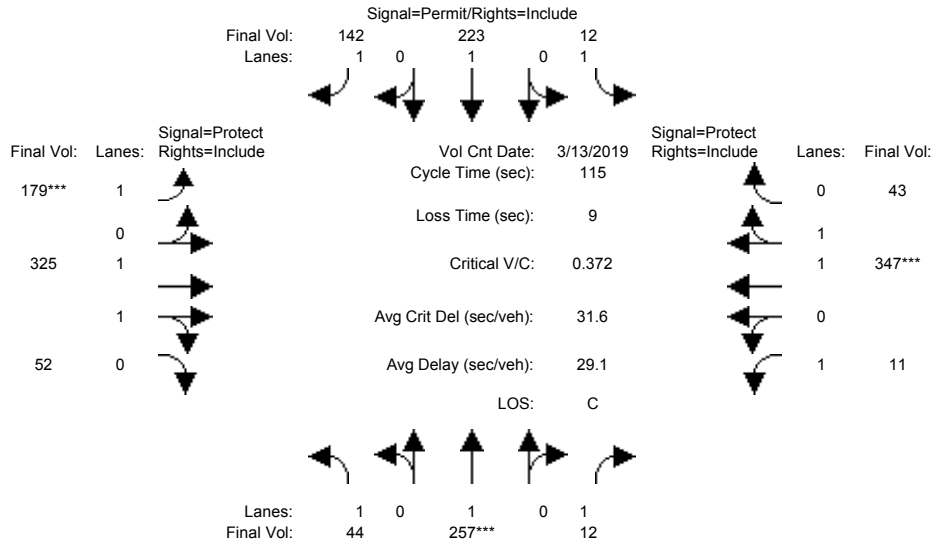 Signal=Permit/Rights=Include
Final Vol: 142 223 12
Lanes: 1 0 1 0 1
Signal=Protect Signal=Protect
Final Vol: Lanes: Rights=Include Vol Cnt Date: 3/13/2019 Rights=Include Lanes: Final Vol:
Cycle Time (sec): 115
179*** 1 0 43
Loss Time (sec): 9
0 1
325 1 Critical V/C: 0.372 1 347***
1 Avg Crit Del (sec/veh): 31.6 0
52 0 Avg Delay (sec/veh): 29.1 1 11
LOS: C
Lanes: 1 0 1 0 1
Final Vol: 44 257*** 12